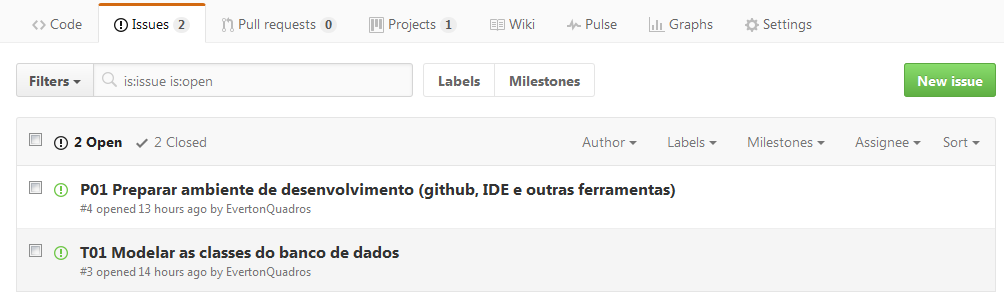 Code Issues 2 Pull requests 0 Projects 1 Wiki Pulse Graphs Settings
Filters is:issue is:open Labels Milestones New issue
2 Open 2 Closed Author Labels Milestones Assignee Sort
P01 Preparar ambiente de desenvolvimento (github, IDE e outras ferramentas)
#4 opened 13 hours ago by EvertonQuadros
T01 Modelar as classes do banco de dados
#3 opened 14 hours ago by EvertonQuadros